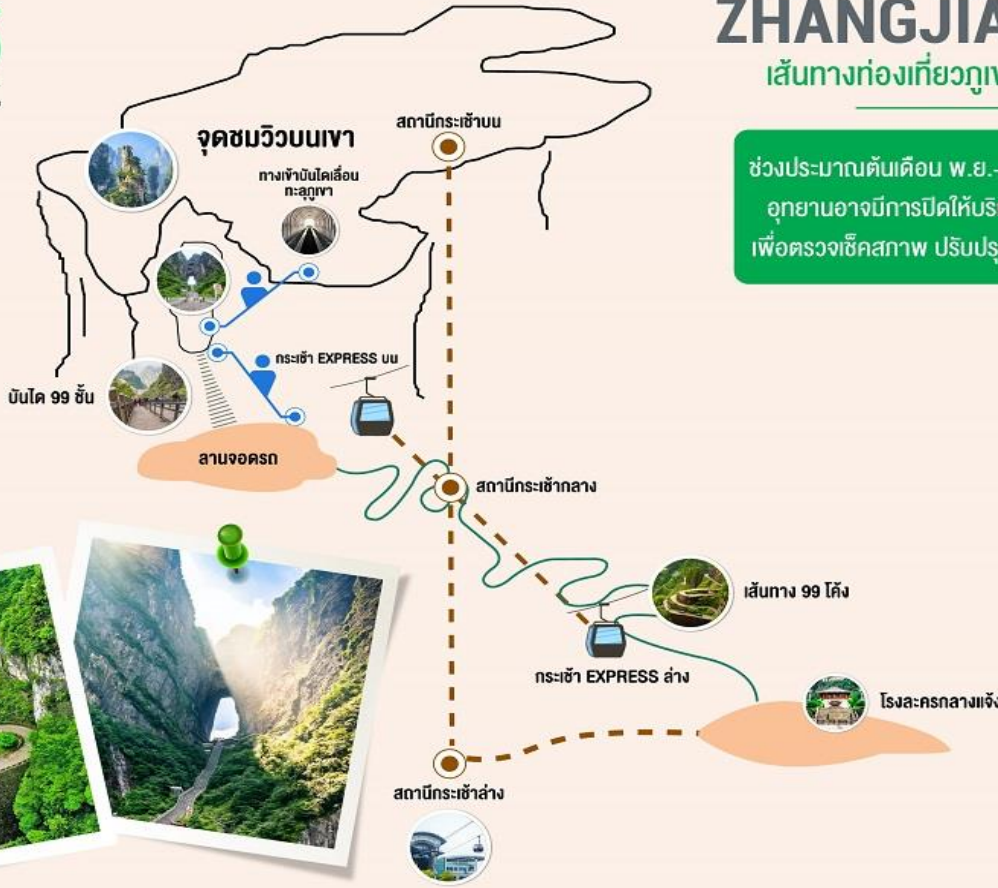 ZHANGJIA
เส้นทางท่องเที่ยวภูเ
ช่วงประมาณต้นเดือน พ.ย.-
อุทยานอาจมีการปิดให้บริ
เพื่อตรวจเช็คสภาพ ปรับปรุ
จุดชมวิวบนเขา
สถานีกระเช้าบน
ทางเข้าบันไดเลื่อน
ทะลุภูเขา
กระเช้า EXPRESS บน
บันได 99 ขั้น
ลานจอดรถ
สถานีกระเช้ากลาง
เส้นทาง 99 โค้ง
กระเช้า EXPRESS ล่าง
โรงละครกลางแจ้ง
สถานีกระเช้าล่าง